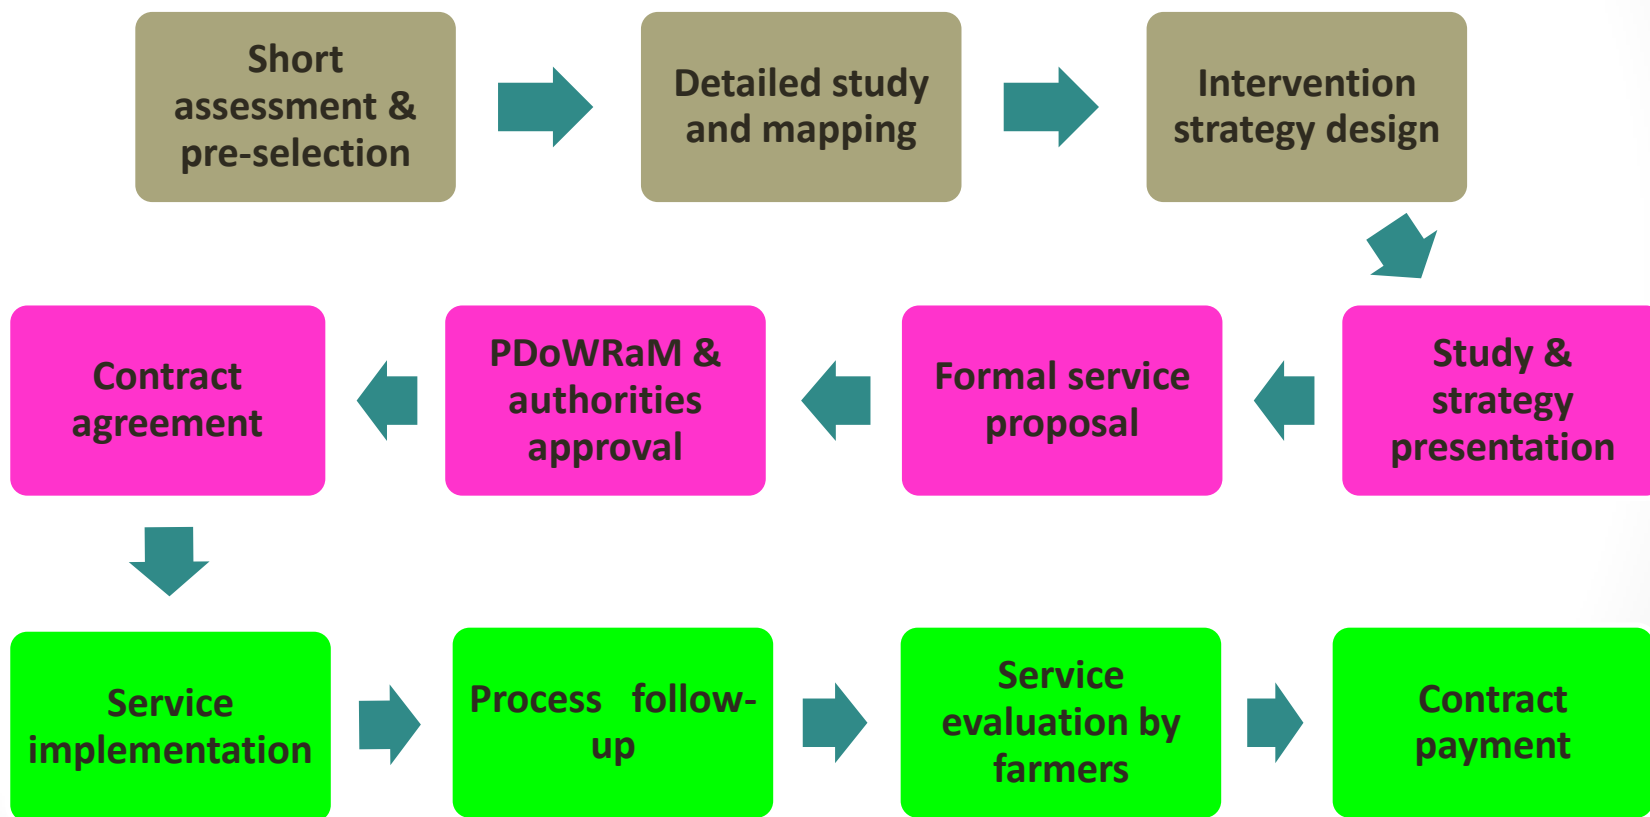 Short
assessment &
pre-selection
Detailed study
and mapping
Intervention
strategy design
Study &
strategy
presentation
Formal service
proposal
PDoWRaM &
authorities
approval
Contract
agreement
Service
implementation
Process follow-
up
Service
evaluation by
farmers
Contract
payment